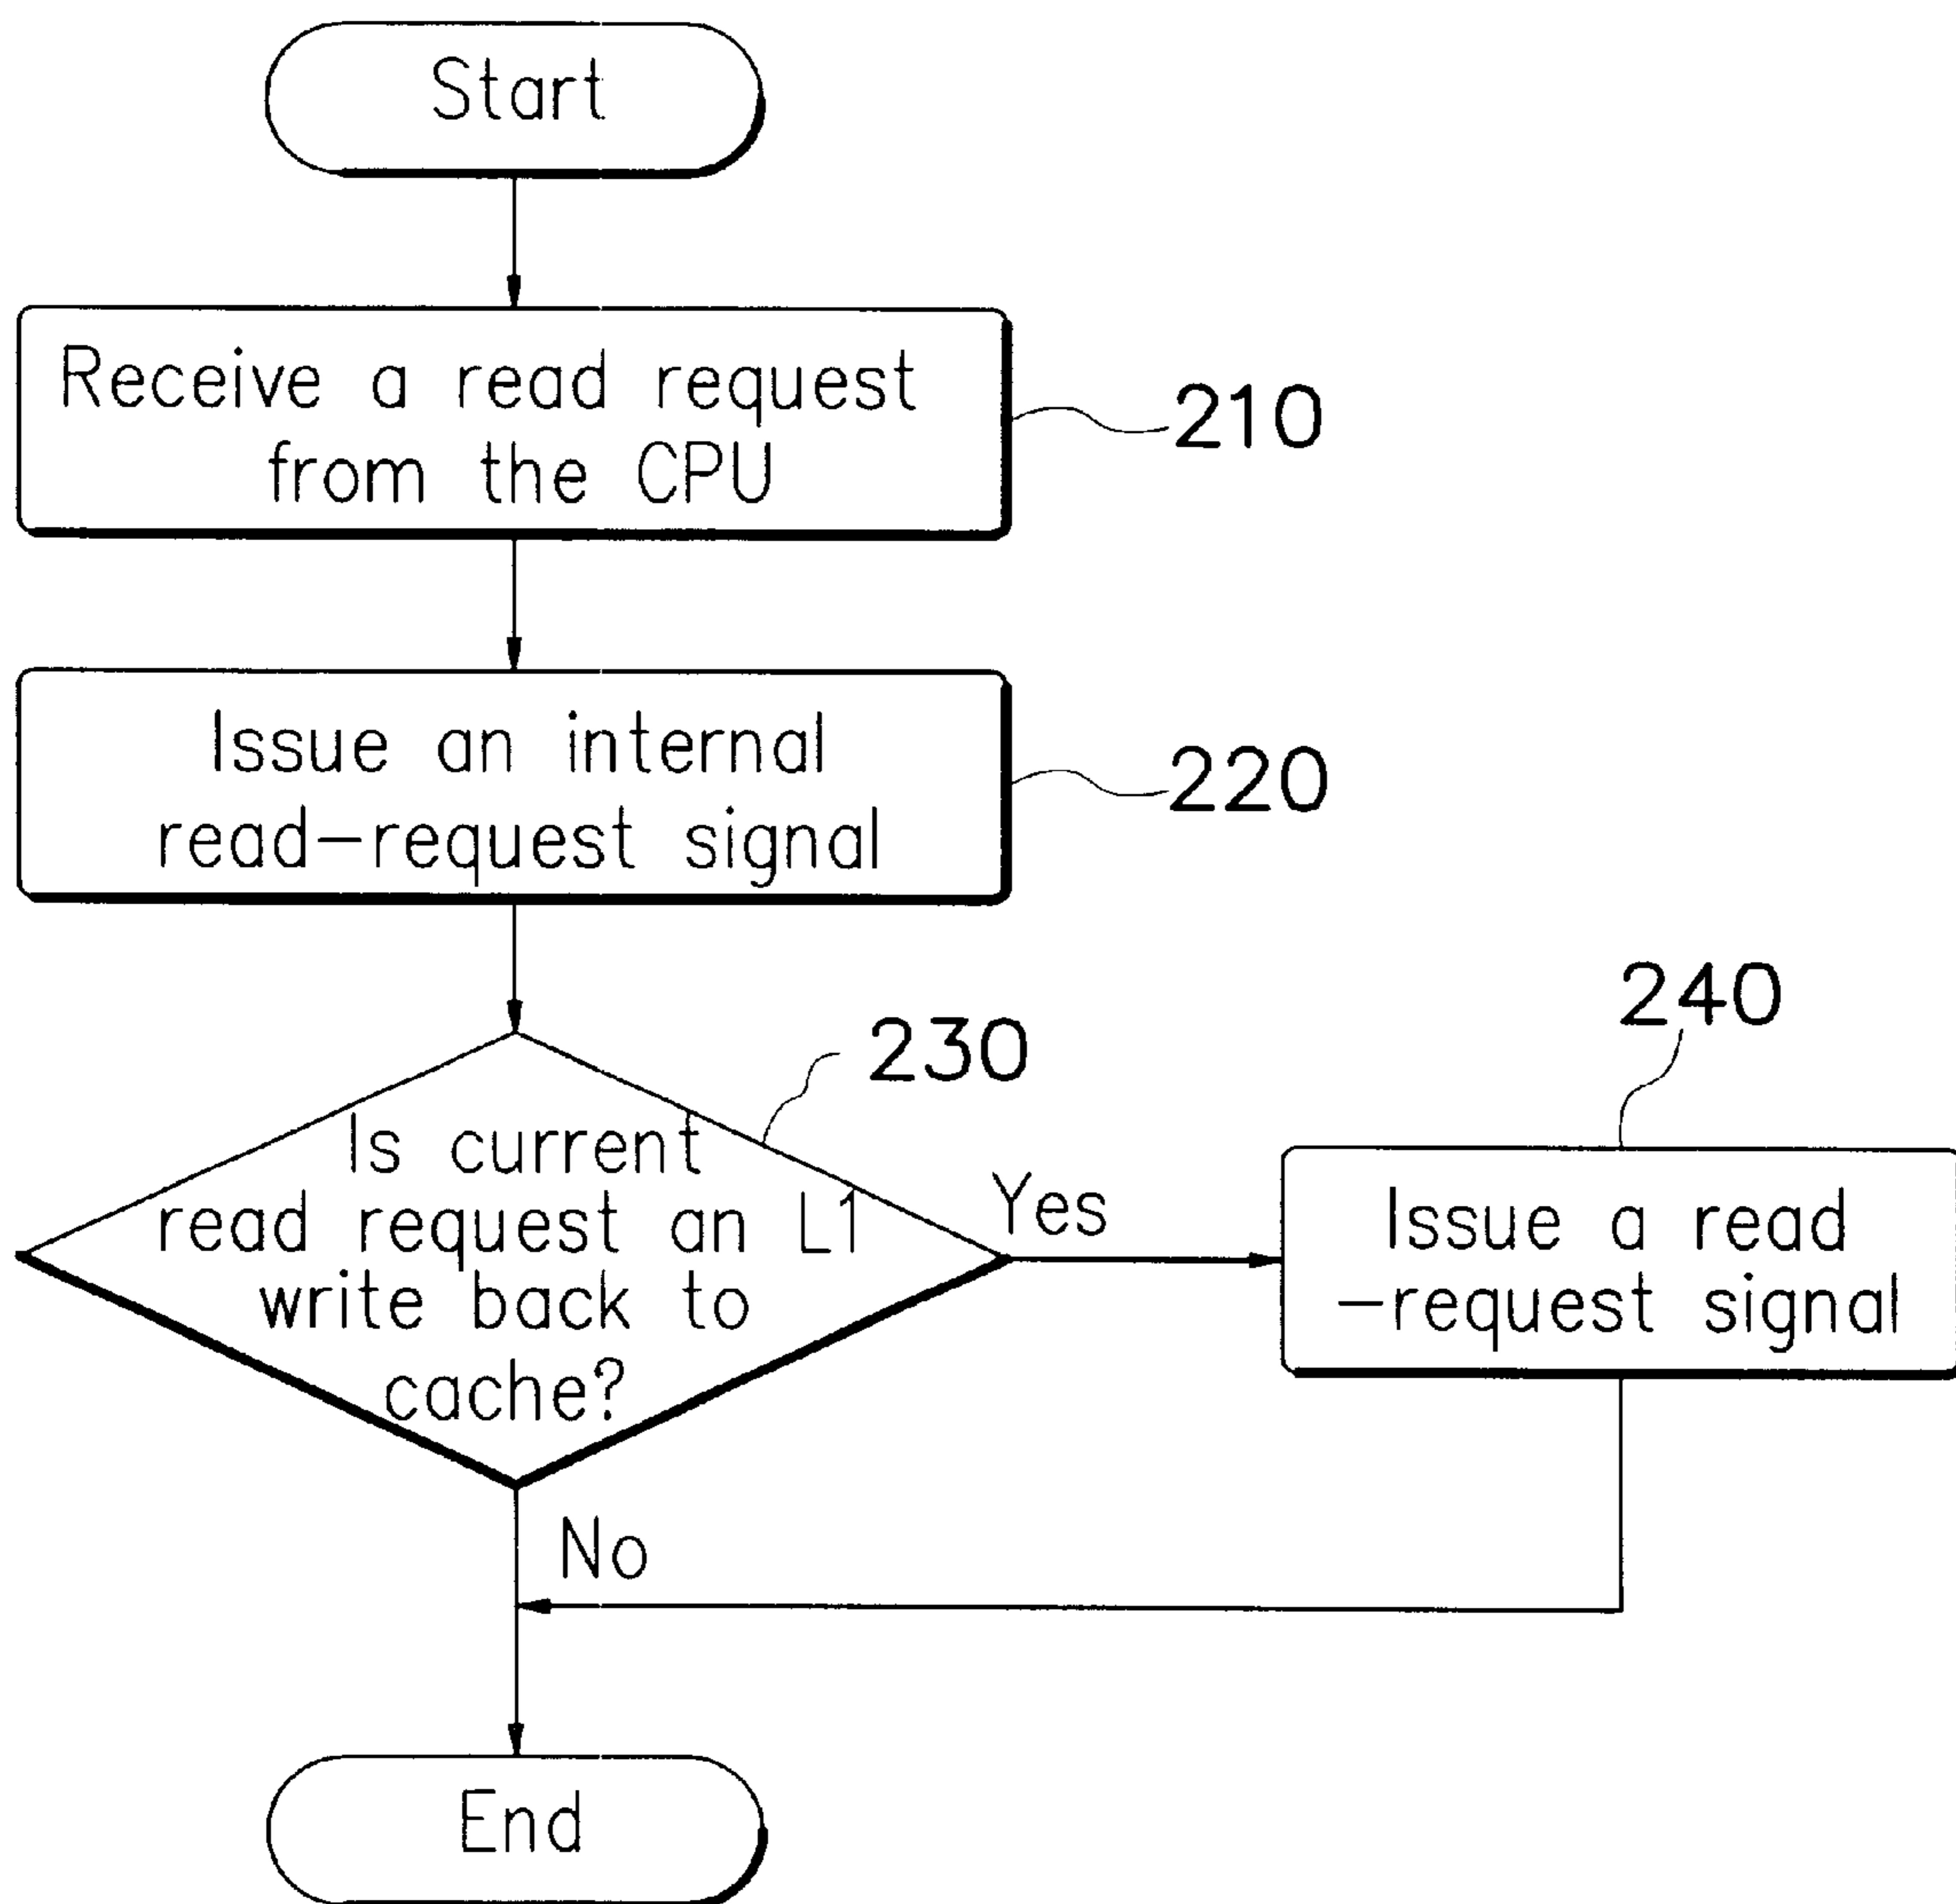 Start
Receive a read request
from the CPU
210
Issue an internal
read-request signal
220
230
Is current
read request an L1
write back to
cache?
Yes
240
Issue a read
-request signal
No
End